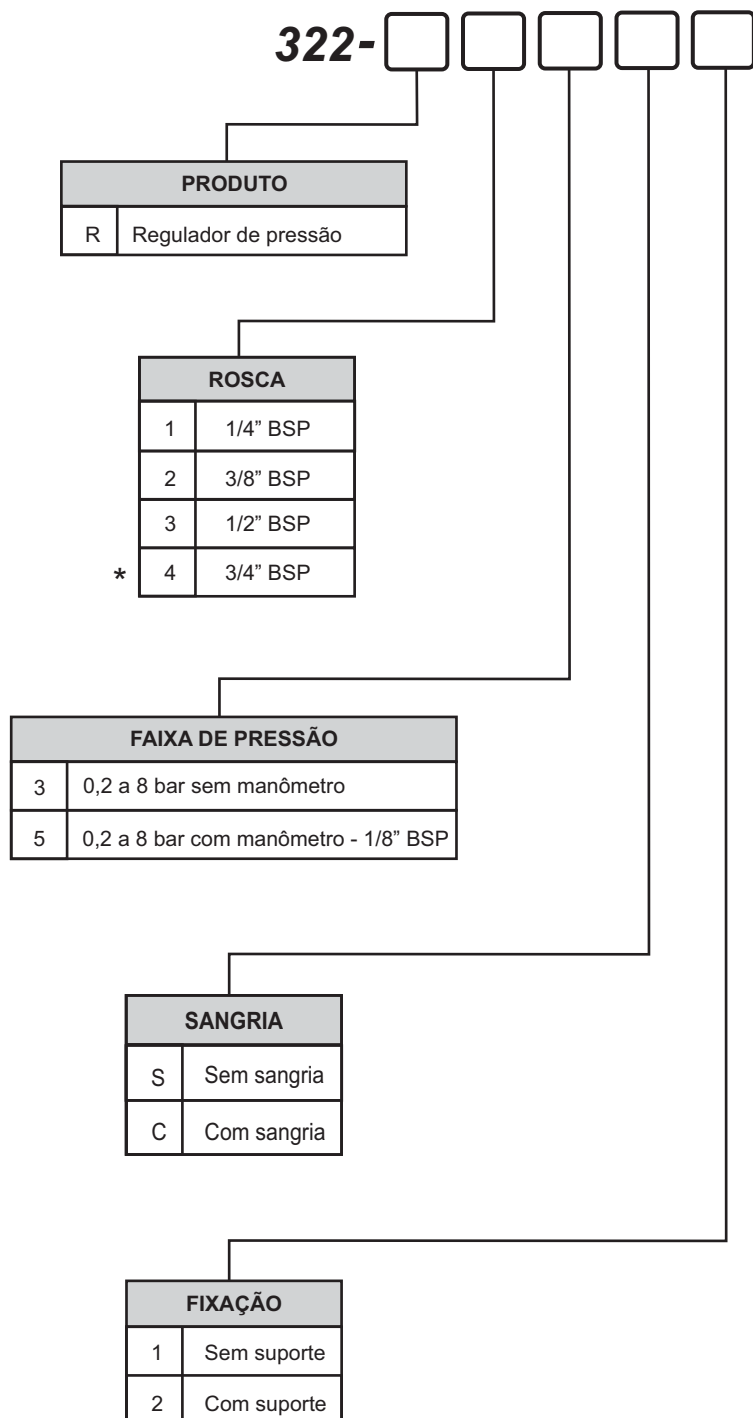 322-
PRODUTO
R Regulador de pressão
ROSCA
1 1/4” BSP
2 3/8” BSP
3 1/2” BSP
* 4 3/4” BSP
FAIXA DE PRESSÃO
3 0,2 a 8 bar sem manômetro
5 0,2 a 8 bar com manômetro - 1/8” BSP
SANGRIA
S Sem sangria
C Com sangria
FIXAÇÃO
1 Sem suporte
2 Com suporte